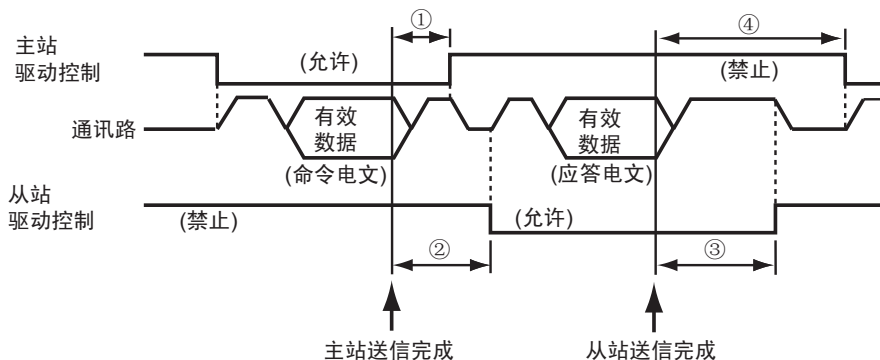 ①
④
主站
驱动控制
(允许)
(禁止)
通讯路
有效
数据
有效
数据
(命令电文)
(应答电文)
从站
驱动控制
(禁止)
(允许)
②
③
主站送信完成
从站送信完成